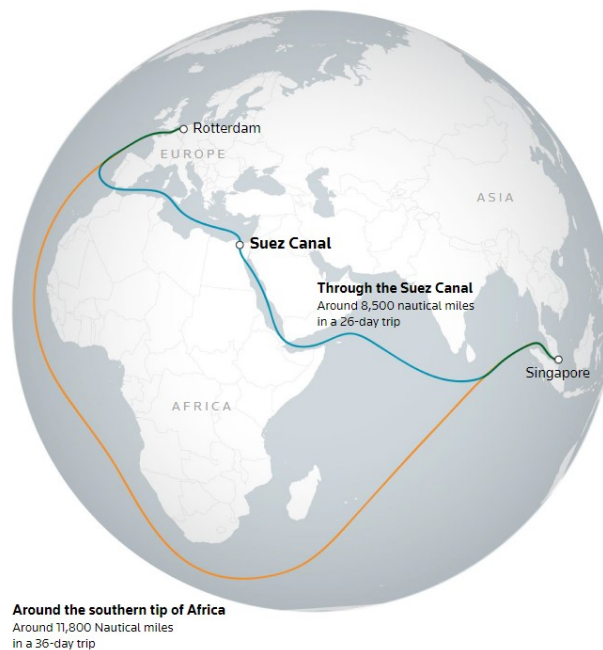 Rotterdam
EUROPE
ASIA
Suez Canal
Through the Suez Canal
Around 8,500 nautical miles
in a 26-day trip
Singapore
AFRICA
Around the southern tip of Africa
Around 11,800 Nautical miles
in a 36-day trip